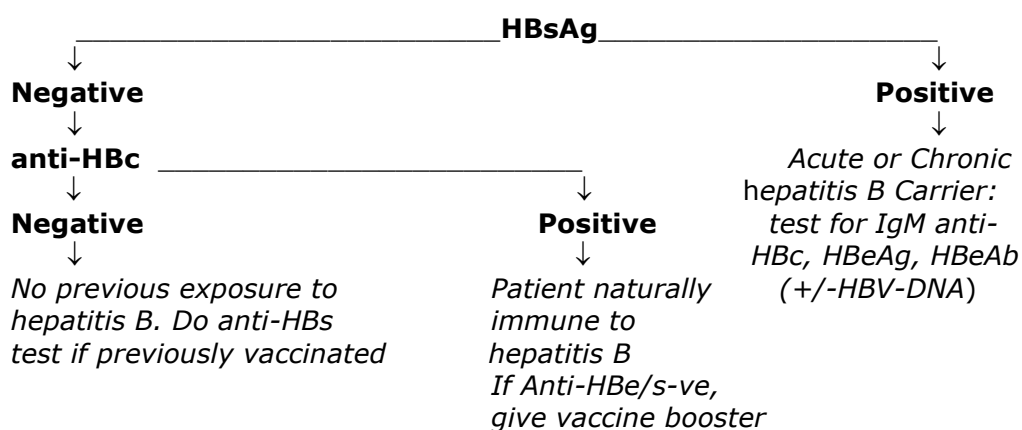 HBsAg
↓ ↓
Negative Positive
↓ ↓
anti-HBc Acute or Chronic
↓ ↓ hepatitis B Carrier:
Negative Positive test for IgM anti-
↓ ↓ HBc, HBeAg, HBeAb
No previous exposure to Patient naturally (+/-HBV-DNA)
hepatitis B. Do anti-HBs immune to
test if previously vaccinated hepatitis B
If Anti-HBe/s-ve,
give vaccine booster